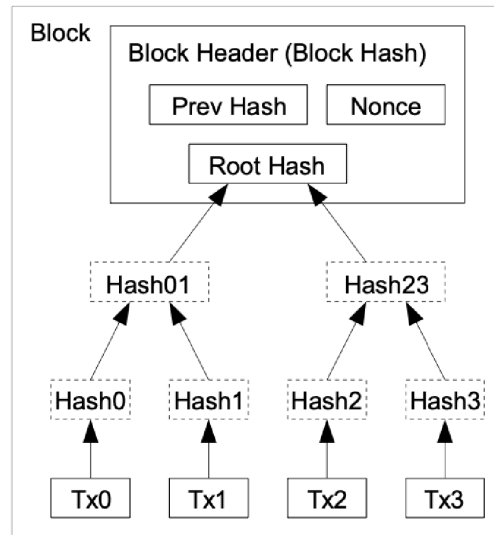 Block
Block Header (Block Hash)
Prev Hash
Nonce
Root Hash
Hash01
Hash23
Hash0
Hash1
Hash2
Hash3
Tx0
Tx1
Tx2
Tx3